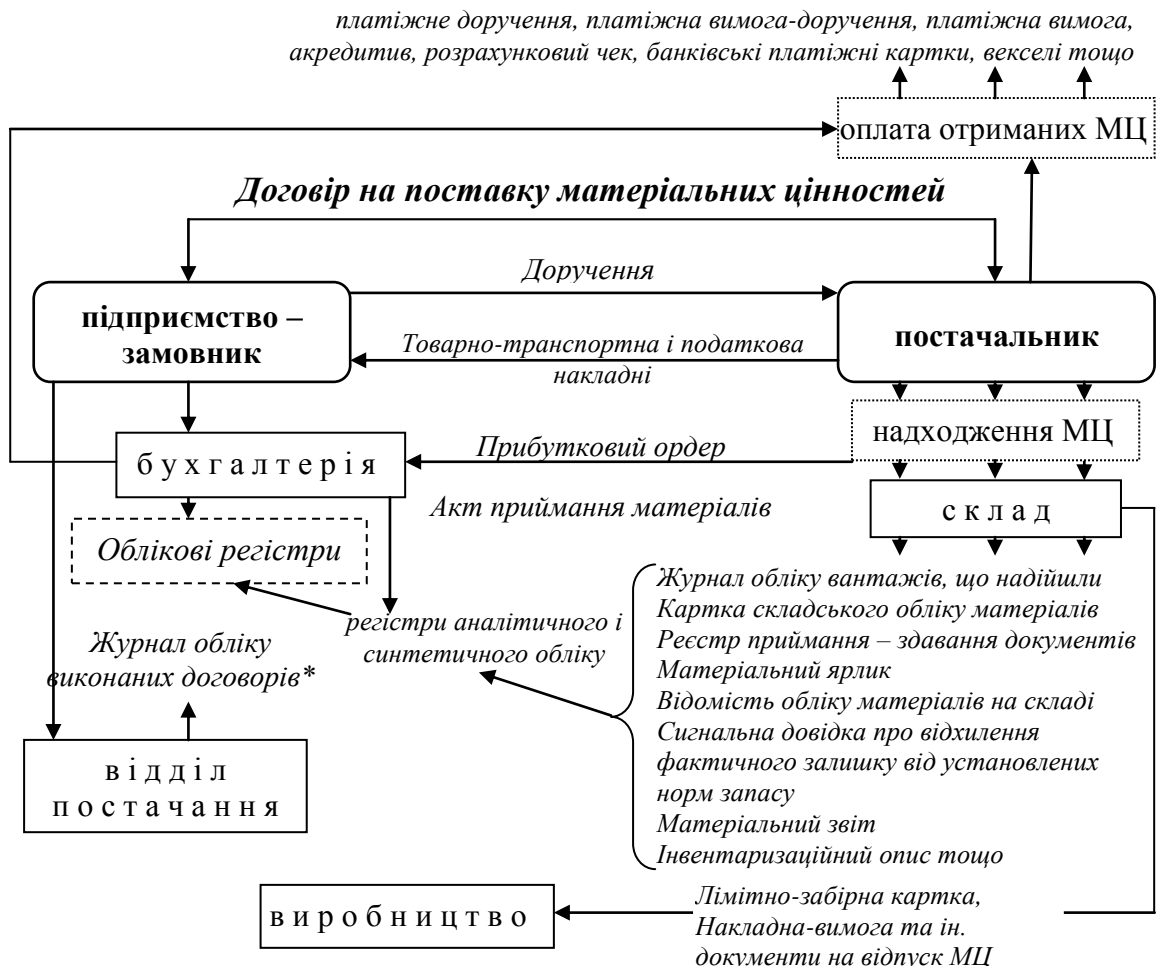 платіжне доручення, платіжна вимога-доручення, платіжна вимога,
акредитив, розрахунковий чек, банківські платіжні картки, векселі тощо
оплата отриманих МЦ
Договір на поставку матеріальних цінностей
Доручення
підприємство –
замовник
постачальник
Товарно-транспортна і податкова
накладні
надходження МЦ
Прибутковий ордер
бухгалтерія
Акт приймання матеріалів
склад
Облікові регістри
регістри аналітичного і
синтетичного обліку
Журнал обліку
виконаних договорів*
Журнал обліку вантажів, що надійшли
Картка складського обліку матеріалів
Реєстр приймання – здавання документів
Матеріальний ярлик
Відомість обліку матеріалів на складі
Сигнальна довідка про відхилення
фактичного залишку від установлених
норм запасу
Матеріальний звіт
Інвентаризаційний опис тощо
відділ
постачання
виробництво
Лімітно-забірна картка,
Накладна-вимога та ін.
документи на відпуск МЦ